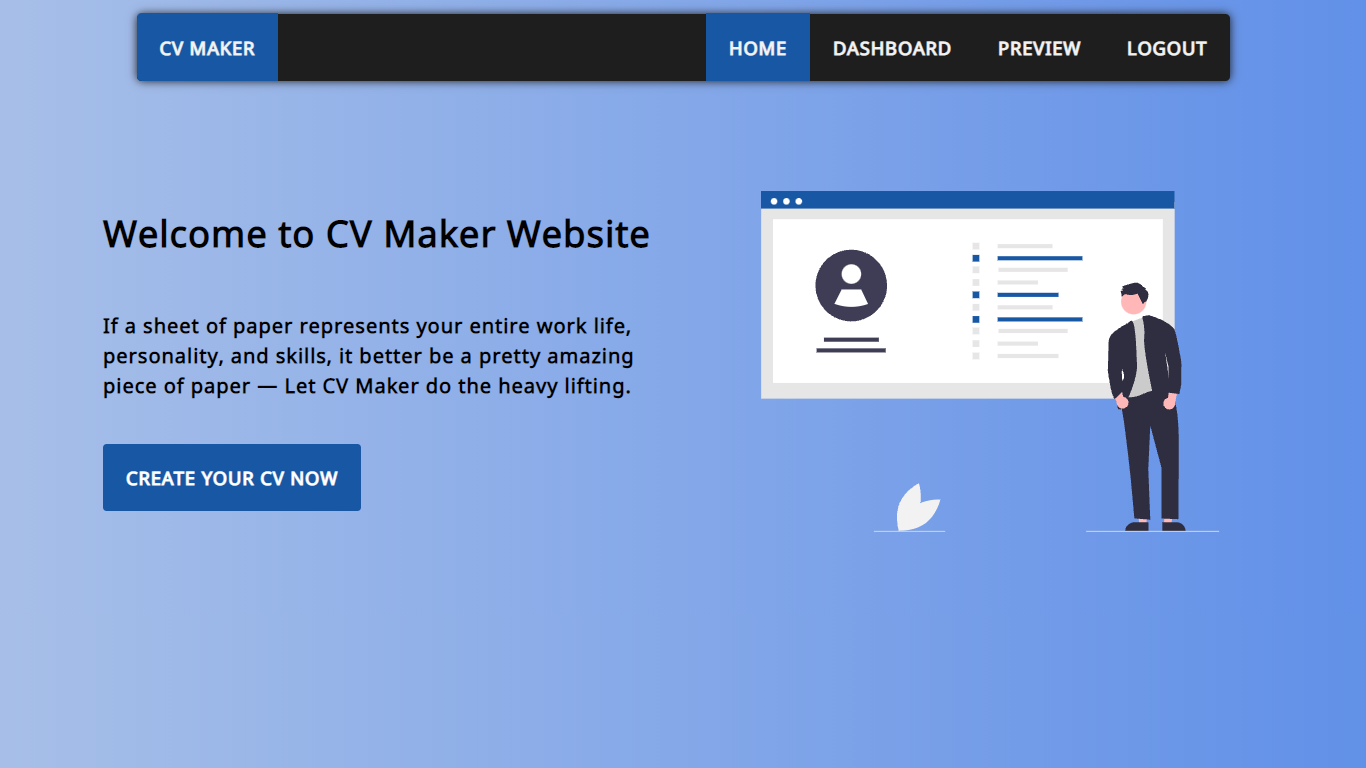 CV MAKER
HOME
DASHBOARD
PREVIEW
LOGOUT
Welcome to CV Maker Website
If a sheet of paper represents your entire work life,
personality, and skills, it better be a pretty amazing
piece of paper — Let CV Maker do the heavy lifting.
CREATE YOUR CV NOW